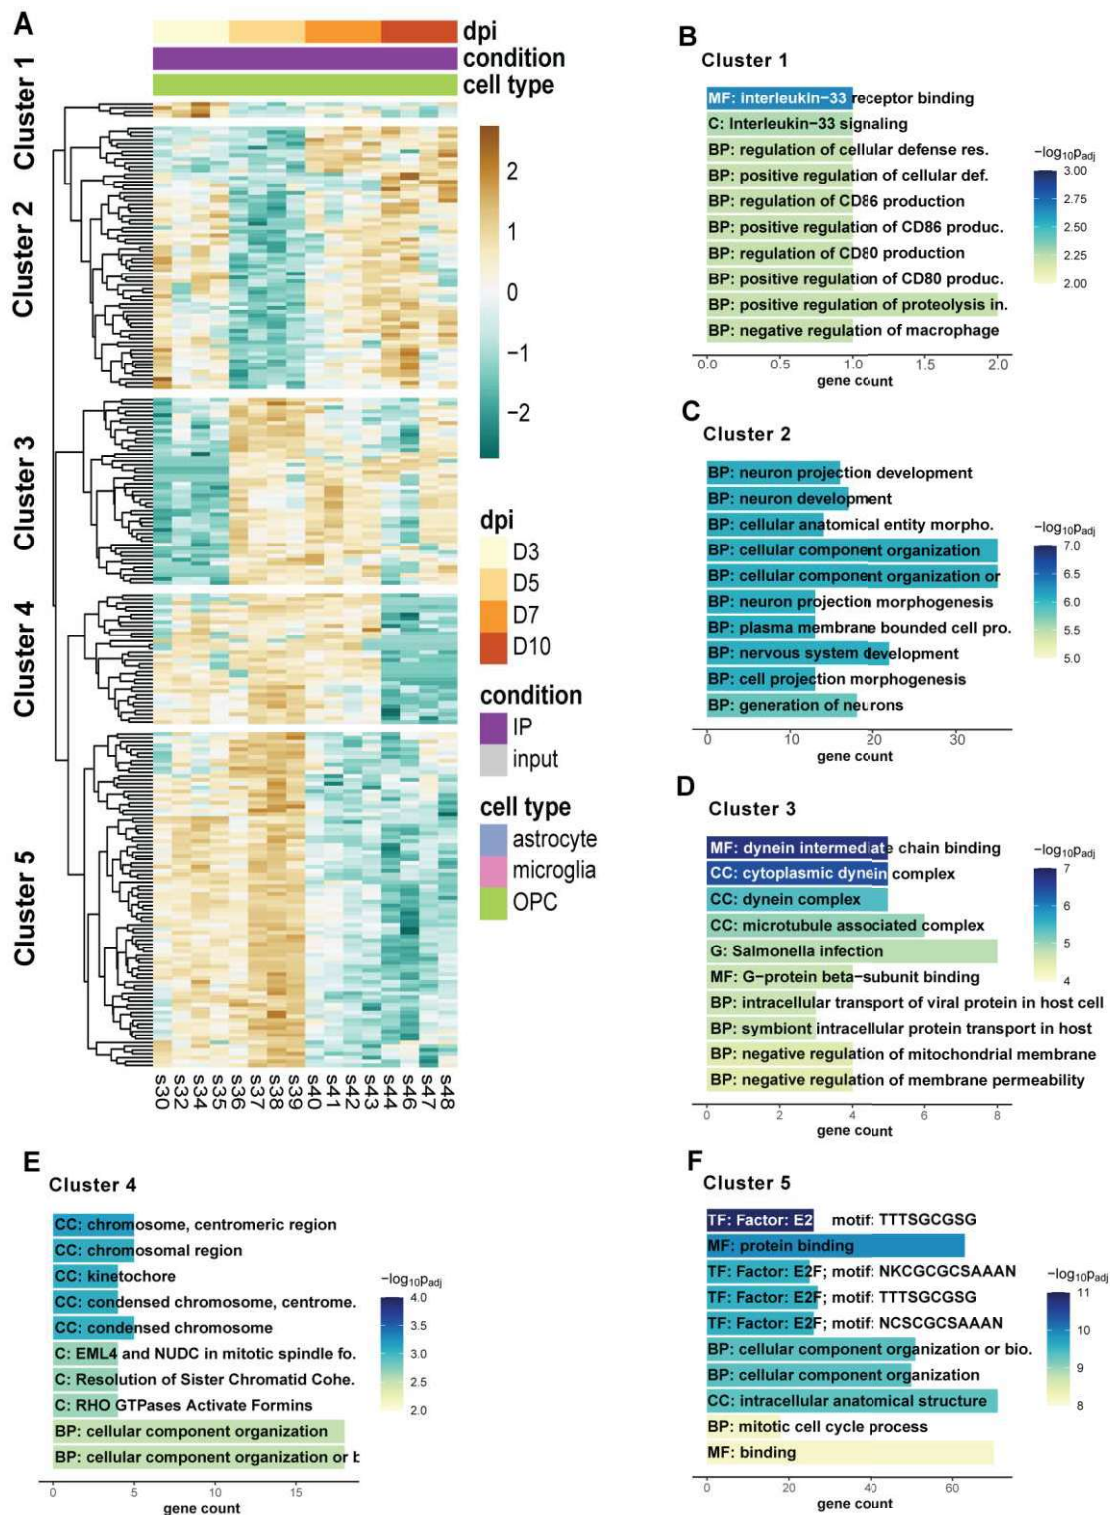 A
dpi
condition
cell type
Cluster 1
Cluster 2
Cluster 3
Cluster 4
Cluster 5
2
1
0
−1
−2
dpi
D3
D5
D7
D10
condition
IP
input
cell type
astrocyte
microglia
OPC
s30
s32
s34
s35
s36
s37
s38
s39
s40
s41
s42
s43
s44
s46
s47
s48
B
Cluster 1
MF: interleukin−33 receptor binding
C: Interleukin−33 signaling
BP: regulation of cellular defense res.
BP: positive regulation of cellular def.
BP: regulation of CD86 production
BP: positive regulation of CD86 produc.
BP: regulation of CD80 production
BP: positive regulation of CD80 produc.
BP: positive regulation of proteolysis in.
BP: negative regulation of macrophage
0.0 0.5 1.0 1.5 2.0
gene count
−log10padj
3.00
2.75
2.50
2.25
2.00
C
Cluster 2
BP: neuron projection development
BP: neuron development
BP: cellular anatomical entity morpho.
BP: cellular component organization
BP: cellular component organization or
BP: neuron projection morphogenesis
BP: plasma membrane bounded cell pro.
BP: nervous system development
BP: cell projection morphogenesis
BP: generation of neurons
0 10 20 30
gene count
−log10padj
7.0
6.5
6.0
5.5
5.0
D
Cluster 3
MF: dynein intermediate chain binding
CC: cytoplasmic dynein complex
CC: dynein complex
CC: microtubule associated complex
G: Salmonella infection
MF: G−protein beta−subunit binding
BP: intracellular transport of viral protein in host cell
BP: symbiont intracellular protein transport in host
BP: negative regulation of mitochondrial membrane
BP: negative regulation of membrane permeability
0 2 4 6 8
gene count
−log10padj
7
6
5
4
E
Cluster 4
CC: chromosome, centromeric region
CC: chromosomal region
CC: kinetochore
CC: condensed chromosome, centrome.
CC: condensed chromosome
C: EML4 and NUDC in mitotic spindle fo.
C: Resolution of Sister Chromatid Cohe.
C: RHO GTPases Activate Formins
BP: cellular component organization
BP: cellular component organization or b
0 5 10 15
gene count
−log10padj
4.0
3.5
3.0
2.5
2.0
F
Cluster 5
TF: Factor: E2 motif: TTTSGCGSG
MF: protein binding
TF: Factor: E2F; motif: NKCGCGCSAAAN
TF: Factor: E2F; motif: TTTSGCGSG
TF: Factor: E2F; motif: NCSCGCSAAAN
BP: cellular component organization or bio.
BP: cellular component organization
CC: intracellular anatomical structure
BP: mitotic cell cycle process
MF: binding
0 20 40 60
gene count
−log10padj
11
10
9
8